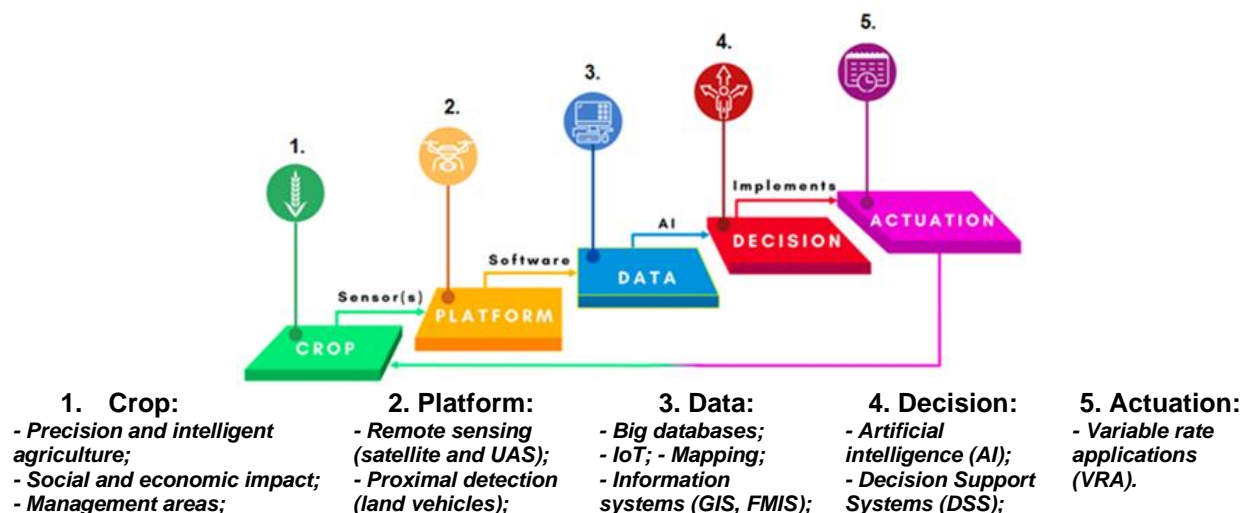 5.
4.
3.
2.
1.
Implements
ACTUATION
AI
DECISION
Software
DATA
Sensor(s)
PLATFORM
CROP
1. Crop:
- Precision and intelligent
agriculture;
- Social and economic impact;
- Management areas;
2. Platform:
- Remote sensing
(satellite and UAS);
- Proximal detection
(land vehicles);
3. Data:
- Big databases;
- IoT; - Mapping;
- Information
systems (GIS, FMIS);
4. Decision:
- Artificial
intelligence (AI);
- Decision Support
Systems (DSS);
5. Actuation:
- Variable rate
applications
(VRA).